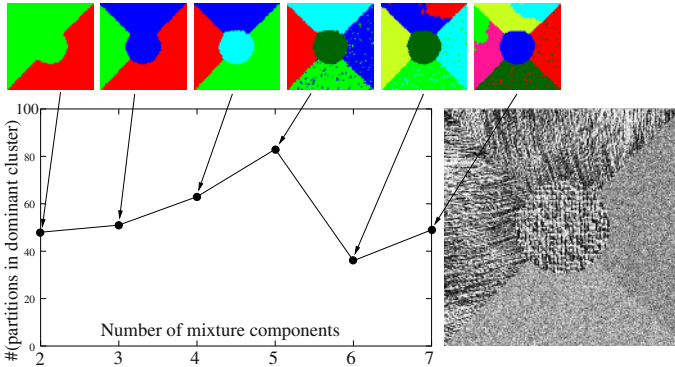 #(partitions in dominant cluster)
100
80
60
40
20
0
Number of mixture components
2 3 4 5 6 7